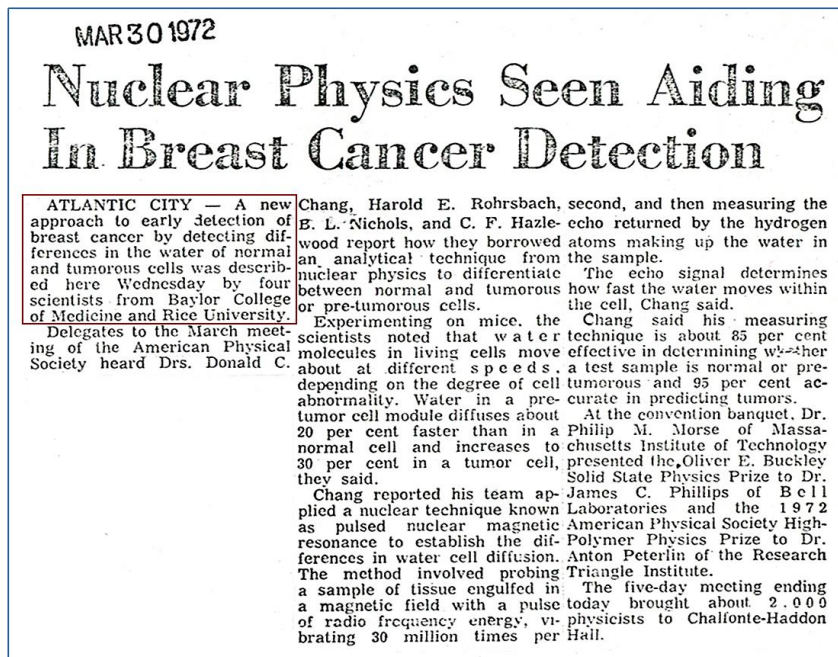 MAR 30 1972
Nuclear Physics Seen Aiding
In Breast Cancer Detection
ATLANTIC CITY — A new
approach to early detection of
breast cancer by detecting dif-
ferences in the water of normal
and tumorous cells was describ-
ed here Wednesday by four
scientists from Baylor College
of Medicine and Rice University.
Delegates to the March meet-
ing of the American Physical
Society heard Drs. Donald C.
Chang, Harold E. Rohrsbach,
B. L. Nichols, and C. F. Hazle-
wood report how they borrowed
an analytical technique from
nuclear physics to differentiate
between normal and tumorous
or pre-tumorous cells.
Experimenting on mice, the
scientists noted that water
molecules in living cells move
about at different speeds,
depending on the degree of cell
abnormality. Water in a pre-
tumor cell module diffuses about
20 per cent faster than in a
normal cell and increases to
30 per cent in a tumor cell,
they said.
Chang reported his team ap-
plied a nuclear technique known
as pulsed nuclear magnetic
resonance to establish the dif-
ferences in water cell diffusion.
The method involved probing
a sample of tissue engulfed in
a magnetic field with a pulse
of radio frequency energy, vi-
brating 30 million times per
second, and then measuring the
echo returned by the hydrogen
atoms making up the water in
the sample.
The echo signal determines
how fast the water moves within
the cell, Chang said.
Chang said his measuring
technique is about 85 per cent
effective in determining whether
a test sample is normal or pre-
tumorous and 95 per cent ac-
curate in predicting tumors.
At the convention banquet, Dr.
Philip M. Morse of Massa-
chusetts Institute of Technology
presented the Oliver E. Buckley
Solid State Physics Prize to Dr.
James C. Phillips of Bell
Laboratories and the 1972
American Physical Society High-
Polymer Physics Prize to Dr.
Anton Peterlin of the Research
Triangle Institute.
The five-day meeting ending
today brought about 2,000
physicists to Chalfonte-Haddon
Hall.